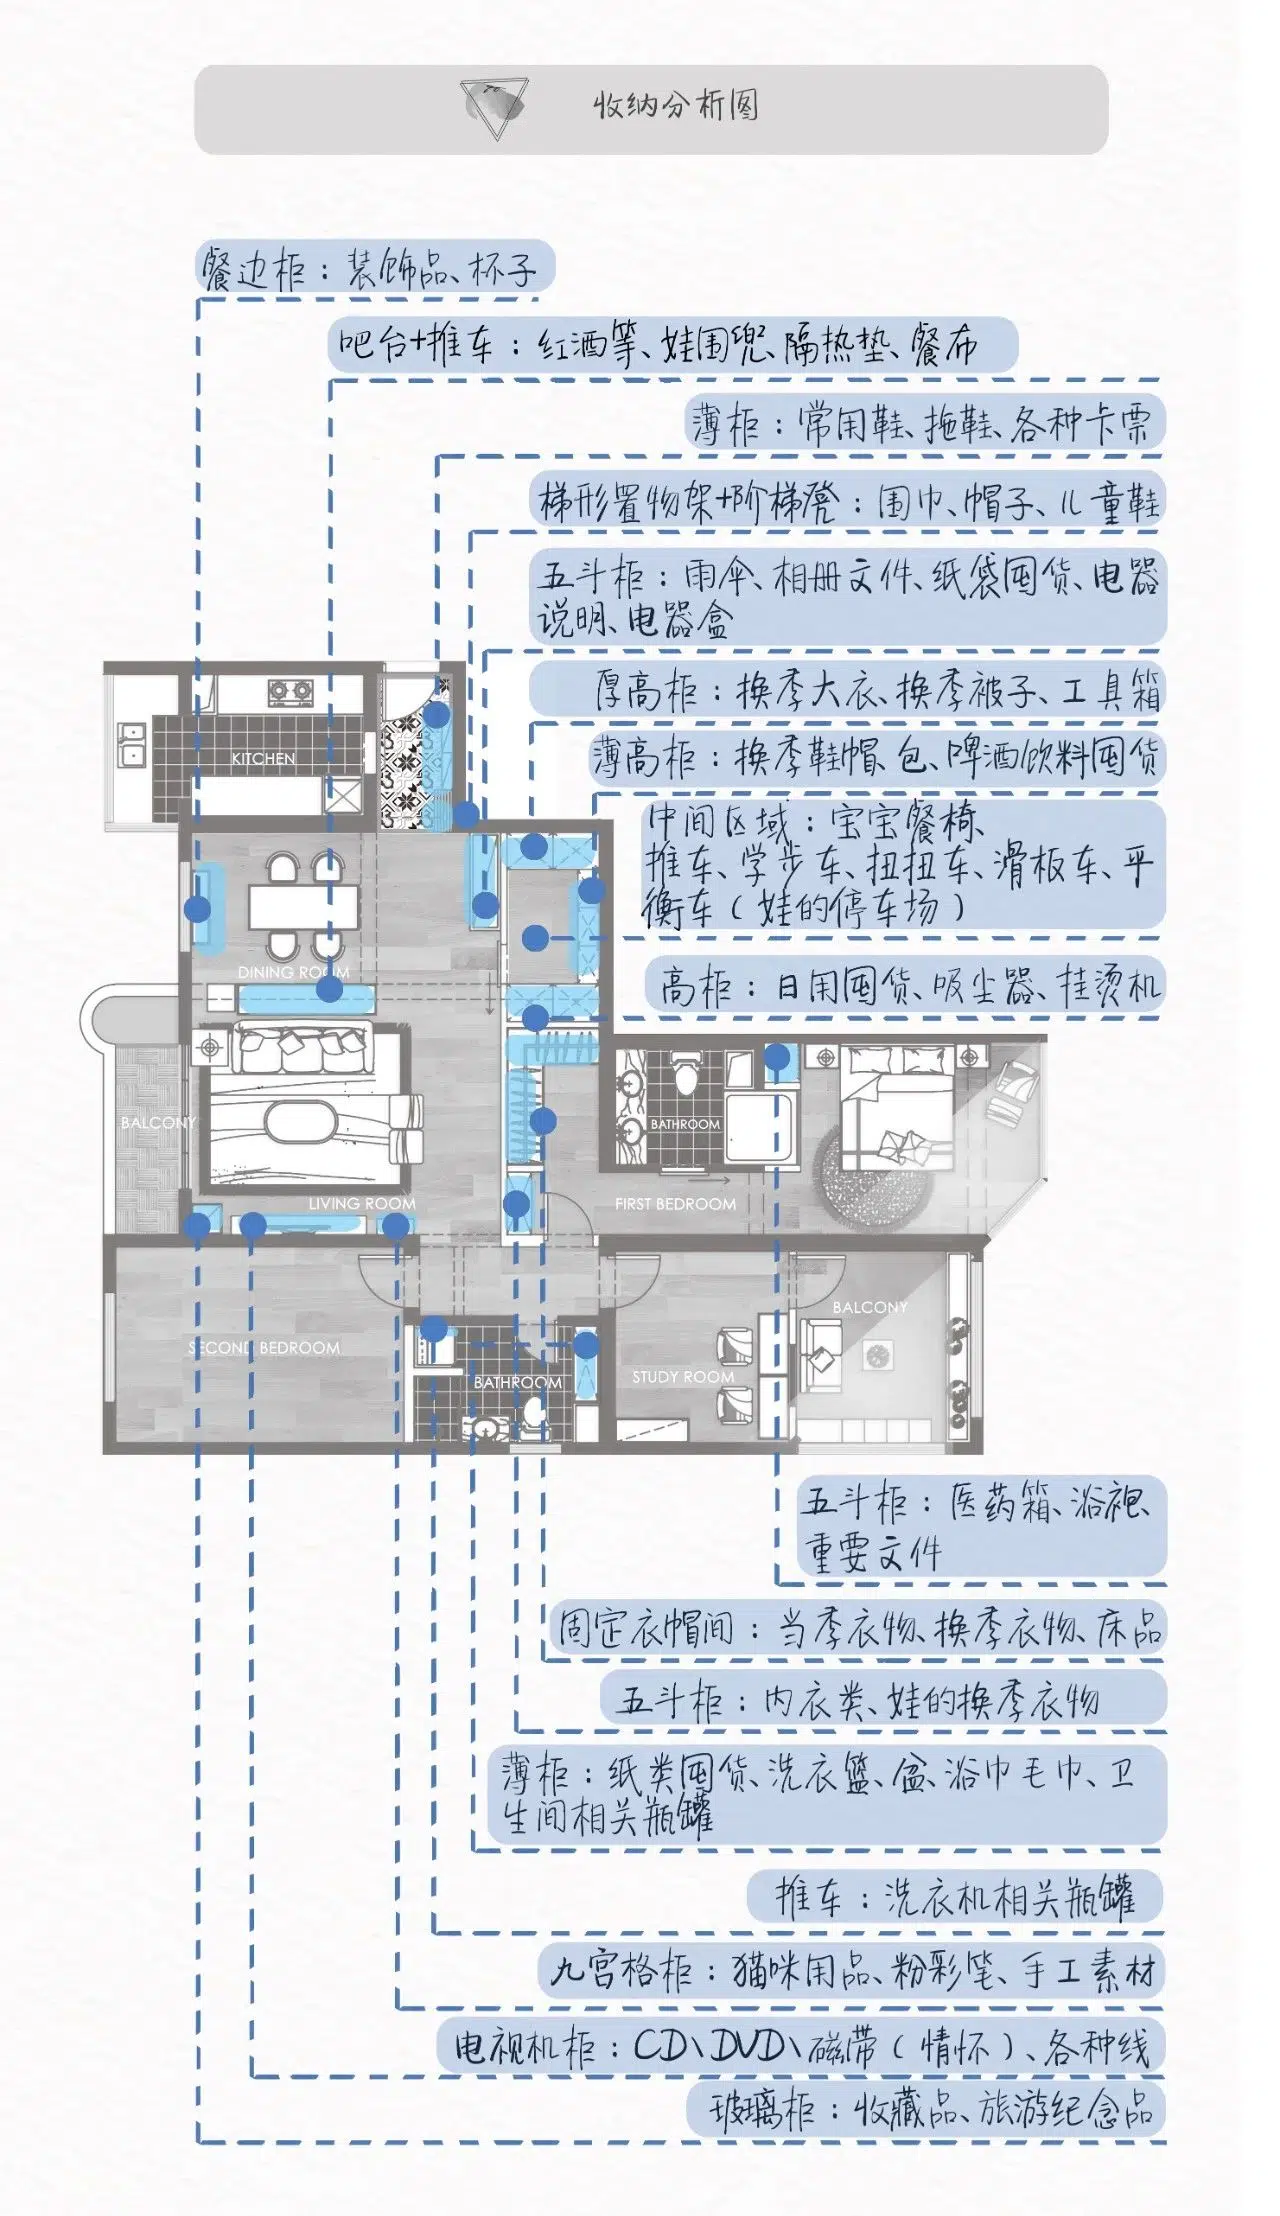 收纳分析图
餐边柜：装饰品、杯子
吧台+推车：红酒等、娃围兜、隔热垫、餐布
薄柜：常用鞋、拖鞋、各种卡票
梯形置物架+阶梯凳：围巾、帽子、儿童鞋
五斗柜：雨伞、相册文件、纸袋囤货、电器
说明、电器盒
厚高柜：换季大衣、换季被子、工具箱
薄高柜：换季鞋帽、包、啤酒饮料囤货
中间区域：宝宝餐椅、
推车、学步车、扭扭车、滑板车、平
衡车（娃的停车场）
高柜：日用囤货、吸尘器、挂烫机
KITCHEN
DINING ROOM
BALCONY
BATHROOM
LIVING ROOM
FIRST BEDROOM
BALCONY
SECOND BEDROOM
BATHROOM
STUDY ROOM
五斗柜：医药箱、浴袍、
重要文件
固定衣帽间：当季衣物、换季衣物、床品
五斗柜：内衣类、娃的换季衣物
薄柜：纸类囤货、洗衣篮、盆、浴巾毛巾、卫
生间相关瓶罐
推车：洗衣机相关瓶罐
九宫格柜：猫咪用品、粉彩笔、手工素材
电视机柜：CD、DVD、磁带（情怀）、各种线
玻璃柜：收藏品、旅游纪念品